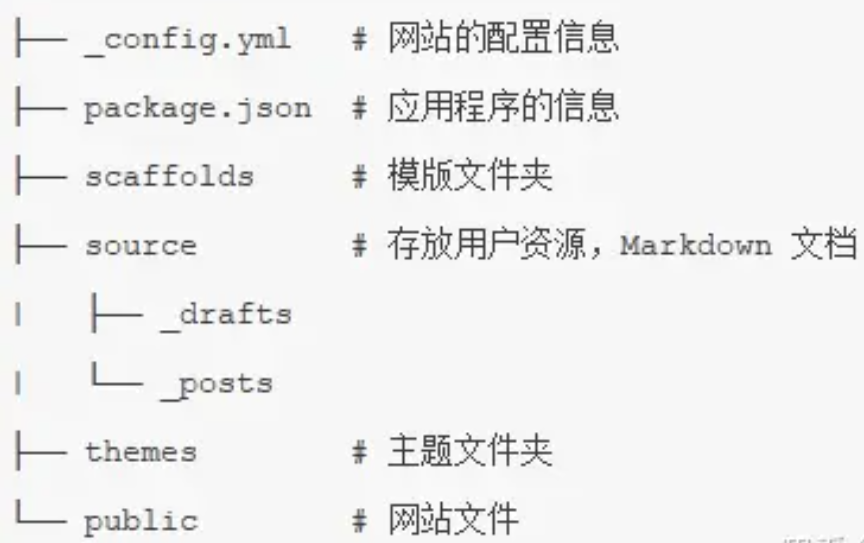 ├── _config.yml # 网站的配置信息
├── package.json # 应用程序的信息
├── scaffolds # 模版文件夹
├── source # 存放用户资源，Markdown 文档
| ├── _drafts
| └── _posts
├── themes # 主题文件夹
└── public # 网站文件